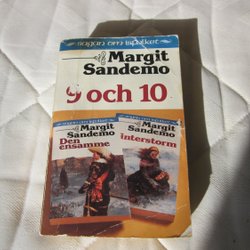 sagan om isfolket
Margit
Sandemo
9 och 10
Margit
Sandemo
Den
ensamme
Margit
Sandemo
Vinterstorm